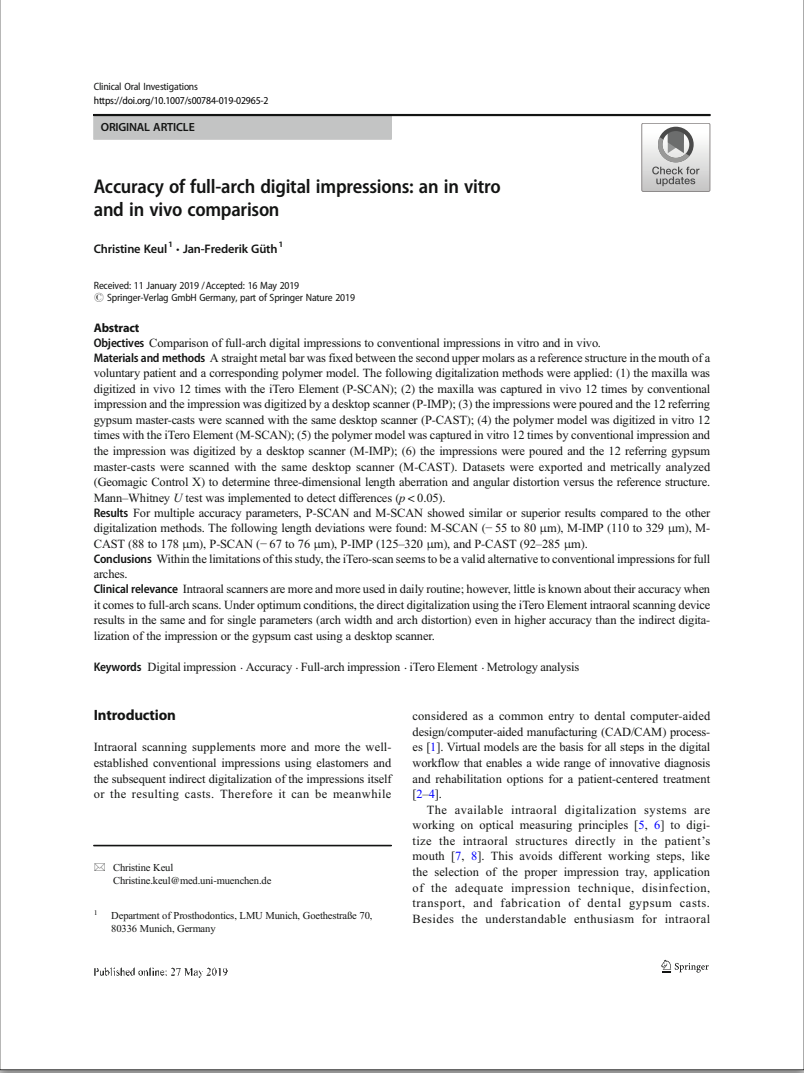 Clinical Oral Investigations
https://doi.org/10.1007/s00784-019-02965-2
ORIGINAL ARTICLE
Check for
updates
Accuracy of full-arch digital impressions: an in vitro
and in vivo comparison
Christine Keul1 · Jan-Frederik Güth1
Received: 11 January 2019 / Accepted: 16 May 2019
© Springer-Verlag GmbH Germany, part of Springer Nature 2019
Abstract
Objectives Comparison of full-arch digital impressions to conventional impressions in vitro and in vivo.
Materials and methods A straight metal bar was fixed between the second upper molars as a reference structure in the mouth of a
voluntary patient and a corresponding polymer model. The following digitalization methods were applied: (1) the maxilla was
digitized in vivo 12 times with the iTero Element (P-SCAN); (2) the maxilla was captured in vivo 12 times by conventional
impression and the impression was digitized by a desktop scanner (P-IMP); (3) the impressions were poured and the 12 referring
gypsum master-casts were scanned with the same desktop scanner (P-CAST); (4) the polymer model was digitized in vitro 12
times with the iTero Element (M-SCAN); (5) the polymer model was captured in vitro 12 times by conventional impression and
the impression was digitized by a desktop scanner (M-IMP); (6) the impressions were poured and the 12 referring gypsum
master-casts were scanned with the same desktop scanner (M-CAST). Datasets were exported and metrically analyzed
(Geomagic Control X) to determine three-dimensional length aberration and angular distortion versus the reference structure.
Mann–Whitney U test was implemented to detect differences (p < 0.05).
Results For multiple accuracy parameters, P-SCAN and M-SCAN showed similar or superior results compared to the other
digitalization methods. The following length deviations were found: M-SCAN (− 55 to 80 μm), M-IMP (110 to 329 μm), M-
CAST (88 to 178 μm), P-SCAN (− 67 to 76 μm), P-IMP (125–320 μm), and P-CAST (92–285 μm).
Conclusions Within the limitations of this study, the iTero-scan seems to be a valid alternative to conventional impressions for full
arches.
Clinical relevance Intraoral scanners are more and more used in daily routine; however, little is known about their accuracy when
it comes to full-arch scans. Under optimum conditions, the direct digitalization using the iTero Element intraoral scanning device
results in the same and for single parameters (arch width and arch distortion) even in higher accuracy than the indirect digita-
lization of the impression or the gypsum cast using a desktop scanner.
Keywords Digital impression · Accuracy · Full-arch impression · iTero Element · Metrology analysis
Introduction
Intraoral scanning supplements more and more the well-
established conventional impressions using elastomers and
the subsequent indirect digitalization of the impressions itself
or the resulting casts. Therefore it can be meanwhile
considered as a common entry to dental computer-aided
design/computer-aided manufacturing (CAD/CAM) process-
es [1]. Virtual models are the basis for all steps in the digital
workflow that enables a wide range of innovative diagnosis
and rehabilitation options for a patient-centered treatment
[2–4].
The available intraoral digitalization systems are
working on optical measuring principles [5, 6] to digi-
tize the intraoral structures directly in the patient's
mouth [7, 8]. This avoids different working steps, like
the selection of the proper impression tray, application
of the adequate impression technique, disinfection,
transport, and fabrication of dental gypsum casts.
Besides the understandable enthusiasm for intraoral
Christine Keul
Christine.keul@med.uni-muenchen.de
1 Department of Prosthodontics, LMU Munich, Goethestraße 70,
80336 Munich, Germany
Published online: 27 May 2019
Springer